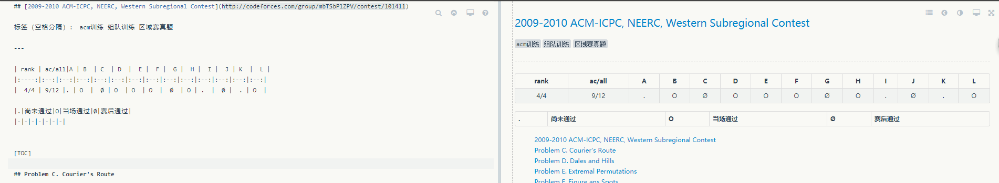 ## [2009-2010 ACM-ICPC, NEERC, Western Subregional Contest](http://codeforces.com/group/mbTSbPlZPV/contest/101411)
标签（空格分隔）： acm训练 组队训练 区域赛真题
---
| rank | ac/all|A | B | C | D | E | F | G | H | I | J | K | L |
|:----:|:--:|:--:|:--:|:--:|:--:|:--:|:--:|:--:|:--:|:--:|:--:|:--:|:--:|
| 4/4 | 9/12 |. | O | Ø | O | O | O | Ø | O | . | Ø | . | O |
|.|尚未通过|O|当场通过|Ø|赛后通过|
|-|-|-|-|-|-|-|
[TOC]
## Problem C. Courier's Route
2009-2010 ACM-ICPC, NEERC, Western Subregional Contest
acm训练 组队训练 区域赛真题
rank ac/all A B C D E F G H I J K L
4/4 9/12 . O Ø O O O Ø O . Ø . O
. 尚未通过 O 当场通过 Ø 赛后通过
2009-2010 ACM-ICPC, NEERC, Western Subregional Contest
Problem C. Courier's Route
Problem D. Dales and Hills
Problem E. Extremal Permutations
Problem F. Figure ans Spots